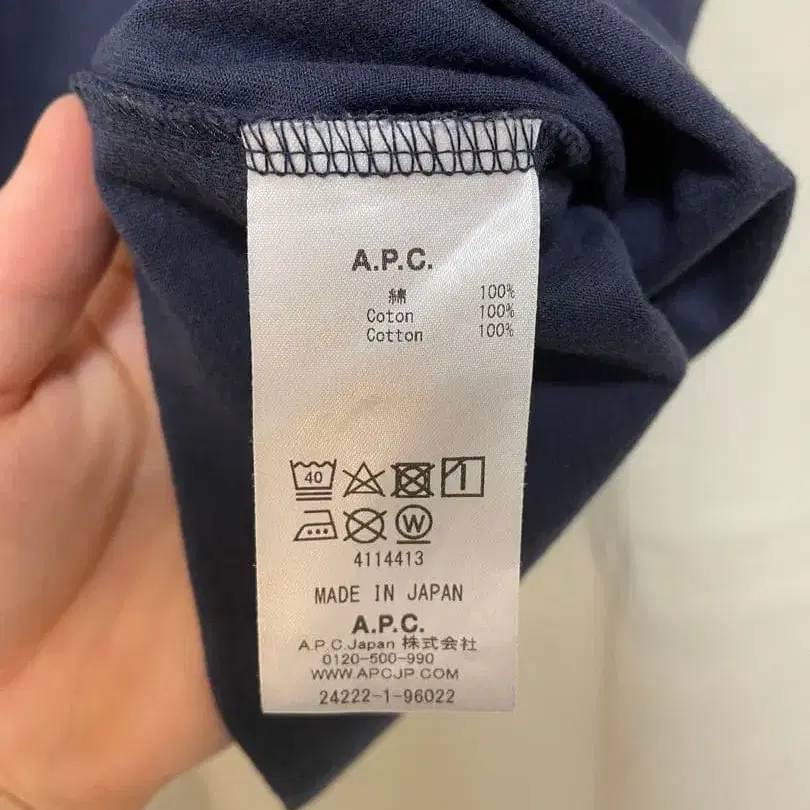 A.P.C.
綿 100%
Coton 100%
Cotton 100%
40
W
4114413
MADE IN JAPAN
A.P.C.
A.P.C.Japan 株式会社
0120-500-990
WWW.APCJP.COM
24222-1-96022